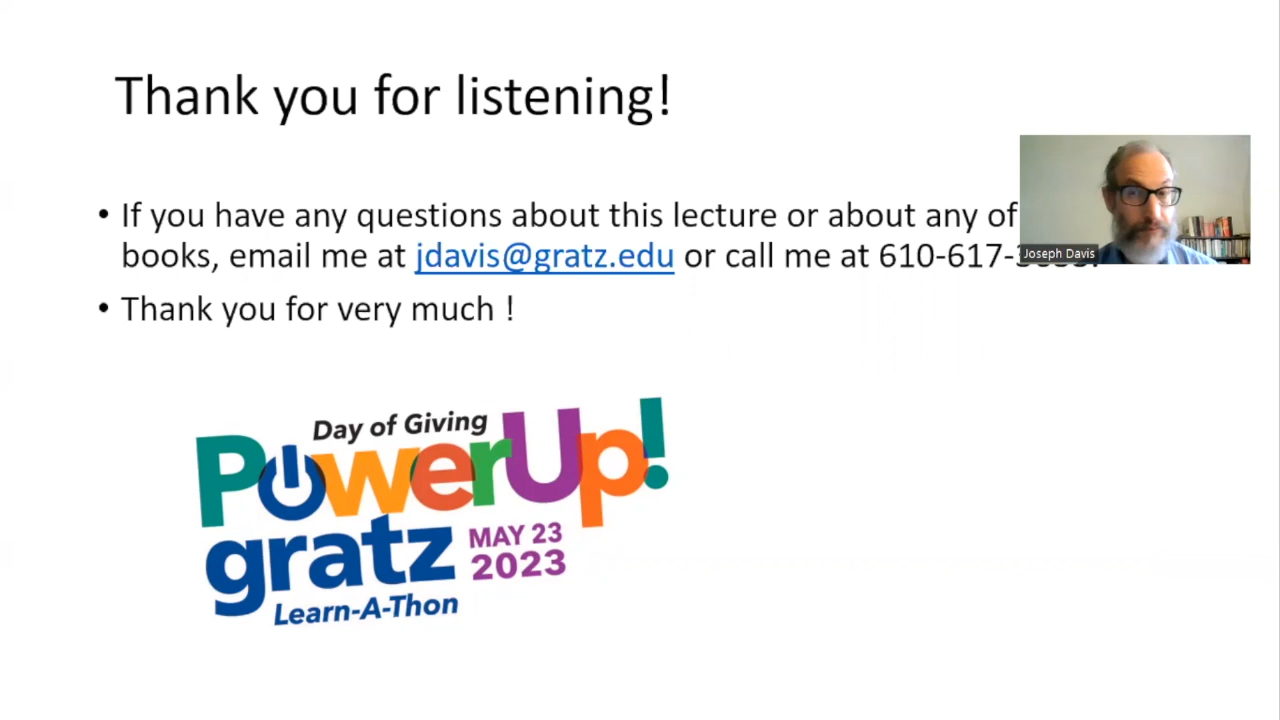 Thank you for listening!
• If you have any questions about this lecture or about any of
books, email me at jdavis@gratz.edu or call me at 610-617-
Joseph Davis
• Thank you for very much !
Day of Giving
PowerUp!
gratz MAY 23
2023
Learn-A-Thon